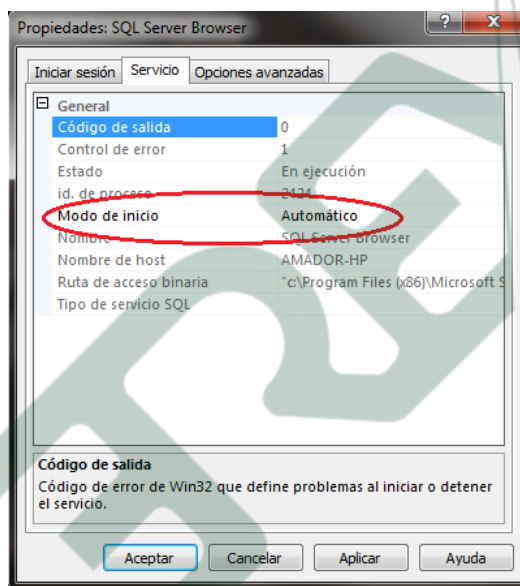 Propiedades: SQL Server Browser
Iniciar sesión Servicio Opciones avanzadas
General
Código de salida 0
Control de error 1
Estado En ejecución
id. de proceso 2424
Modo de inicio Automático
Nombre SQL Server Browser
Nombre de host AMADOR-HP
Ruta de acceso binaria "c:\Program Files (x86)\Microsoft S
Tipo de servicio SQL
Código de salida
Código de error de Win32 que define problemas al iniciar o detener
el servicio.
Aceptar Cancelar Aplicar Ayuda